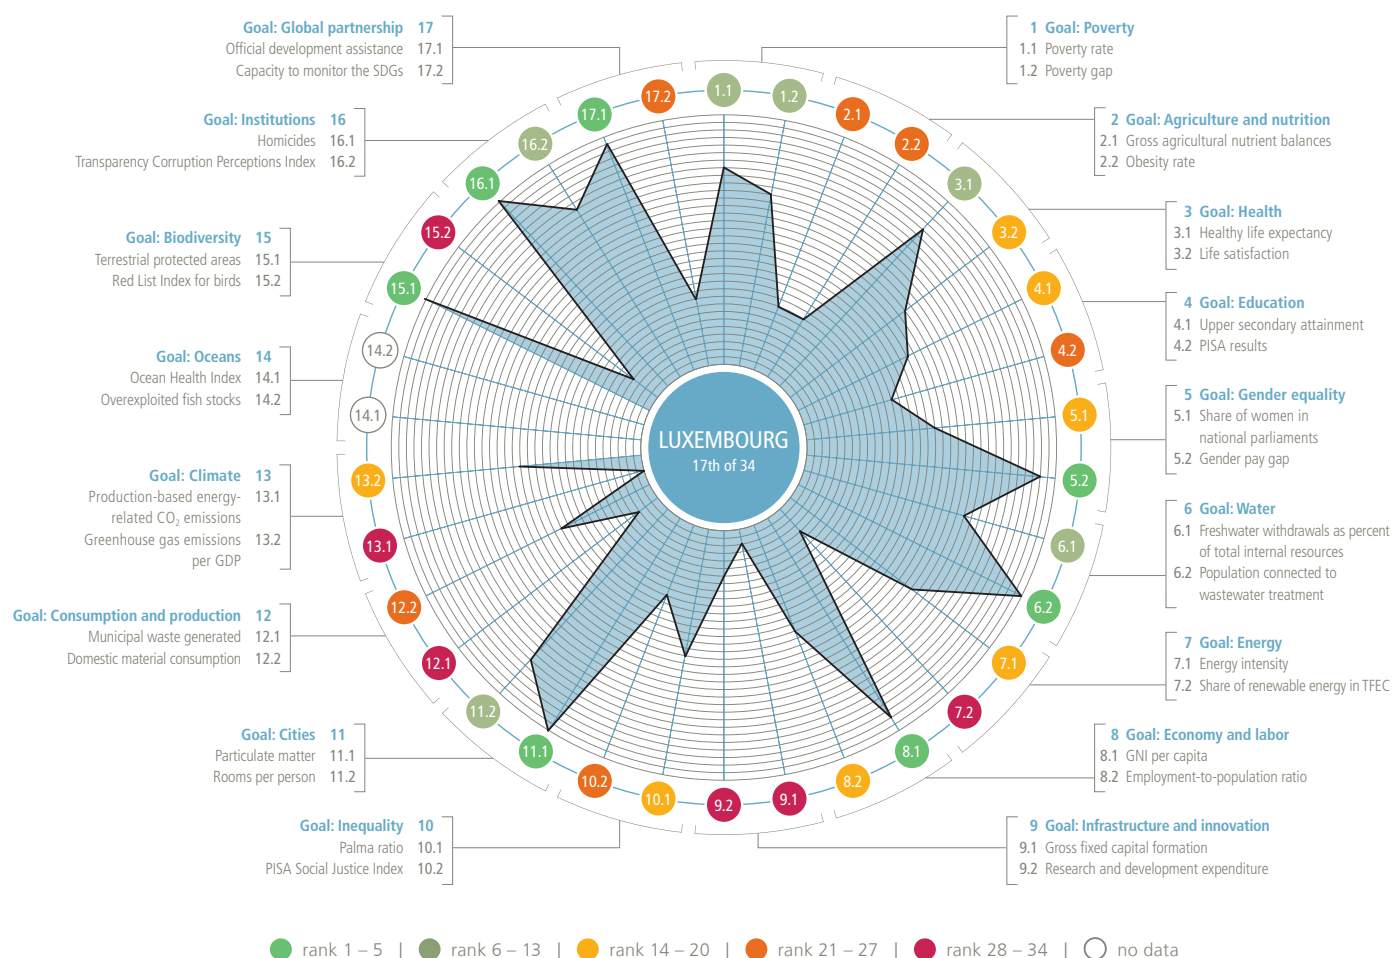 Goal: Global partnership 17
Official development assistance 17.1
Capacity to monitor the SDGs 17.2
1 Goal: Poverty
1.1 Poverty rate
1.2 Poverty gap
Goal: Institutions 16
Homicides 16.1
Transparency Corruption Perceptions Index 16.2
2 Goal: Agriculture and nutrition
2.1 Gross agricultural nutrient balances
2.2 Obesity rate
Goal: Biodiversity 15
Terrestrial protected areas 15.1
Red List Index for birds 15.2
3 Goal: Health
3.1 Healthy life expectancy
3.2 Life satisfaction
4 Goal: Education
4.1 Upper secondary attainment
4.2 PISA results
Goal: Oceans 14
Ocean Health Index 14.1
Overexploited fish stocks 14.2
5 Goal: Gender equality
5.1 Share of women in
national parliaments
5.2 Gender pay gap
Goal: Climate 13
Production-based energy- 13.1
related CO₂ emissions
Greenhouse gas emissions 13.2
per GDP
6 Goal: Water
6.1 Freshwater withdrawals as percent
of total internal resources
6.2 Population connected to
wastewater treatment
Goal: Consumption and production 12
Municipal waste generated 12.1
Domestic material consumption 12.2
7 Goal: Energy
7.1 Energy intensity
7.2 Share of renewable energy in TFEC
Goal: Cities 11
Particulate matter 11.1
Rooms per person 11.2
8 Goal: Economy and labor
8.1 GNI per capita
8.2 Employment-to-population ratio
Goal: Inequality 10
Palma ratio 10.1
PISA Social Justice Index 10.2
9 Goal: Infrastructure and innovation
9.1 Gross fixed capital formation
9.2 Research and development expenditure
1.1
1.2
2.1
2.2
3.1
3.2
4.1
4.2
5.1
5.2
6.1
6.2
7.1
7.2
8.1
8.2
9.1
9.2
10.1
10.2
11.1
11.2
12.1
12.2
13.1
13.2
14.1
14.2
15.1
15.2
16.1
16.2
17.1
17.2
LUXEMBOURG
17th of 34
rank 1 – 5 | rank 6 – 13 | rank 14 – 20 | rank 21 – 27 | rank 28 – 34 | no data